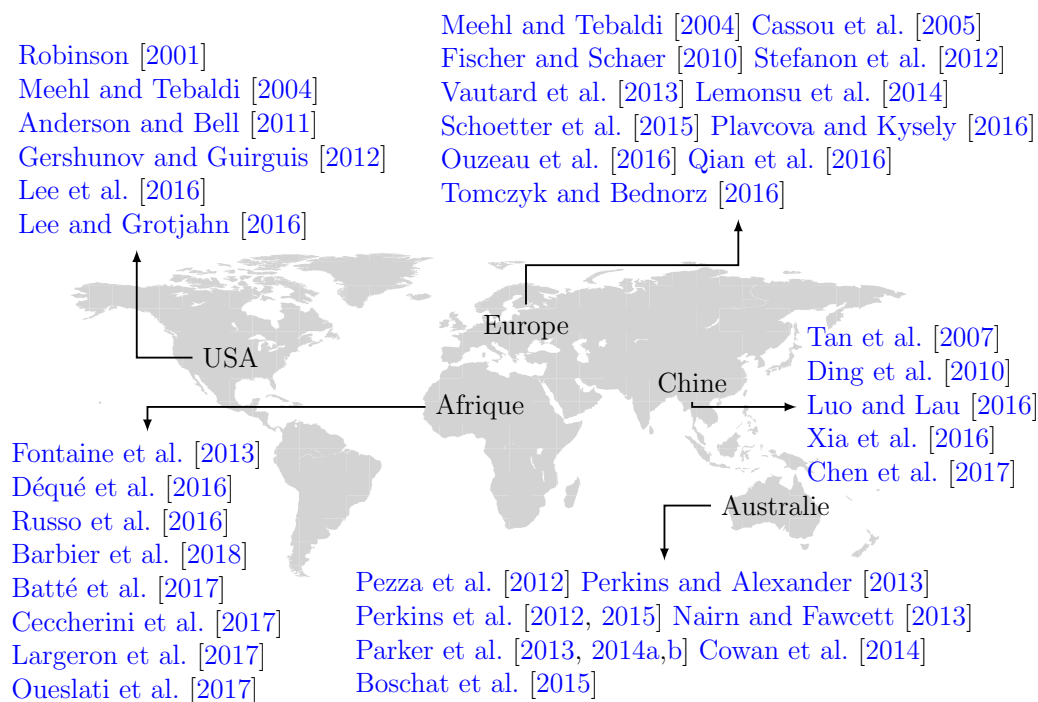 Robinson [2001]
Meehl and Tebaldi [2004]
Anderson and Bell [2011]
Gershunov and Guirguis [2012]
Lee et al. [2016]
Lee and Grotjahn [2016]
Meehl and Tebaldi [2004] Cassou et al. [2005]
Fischer and Schaer [2010] Stefanon et al. [2012]
Vautard et al. [2013] Lemonsu et al. [2014]
Schoetter et al. [2015] Plavcova and Kysely [2016]
Ouzeau et al. [2016] Qian et al. [2016]
Tomczyk and Bednorz [2016]
Europe
USA
Chine
Afrique
Australie
Tan et al. [2007]
Ding et al. [2010]
Luo and Lau [2016]
Xia et al. [2016]
Chen et al. [2017]
Fontaine et al. [2013]
Déqué et al. [2016]
Russo et al. [2016]
Barbier et al. [2018]
Batté et al. [2017]
Ceccherini et al. [2017]
Largeron et al. [2017]
Oueslati et al. [2017]
Pezza et al. [2012] Perkins and Alexander [2013]
Perkins et al. [2012, 2015] Nairn and Fawcett [2013]
Parker et al. [2013, 2014a,b] Cowan et al. [2014]
Boschat et al. [2015]